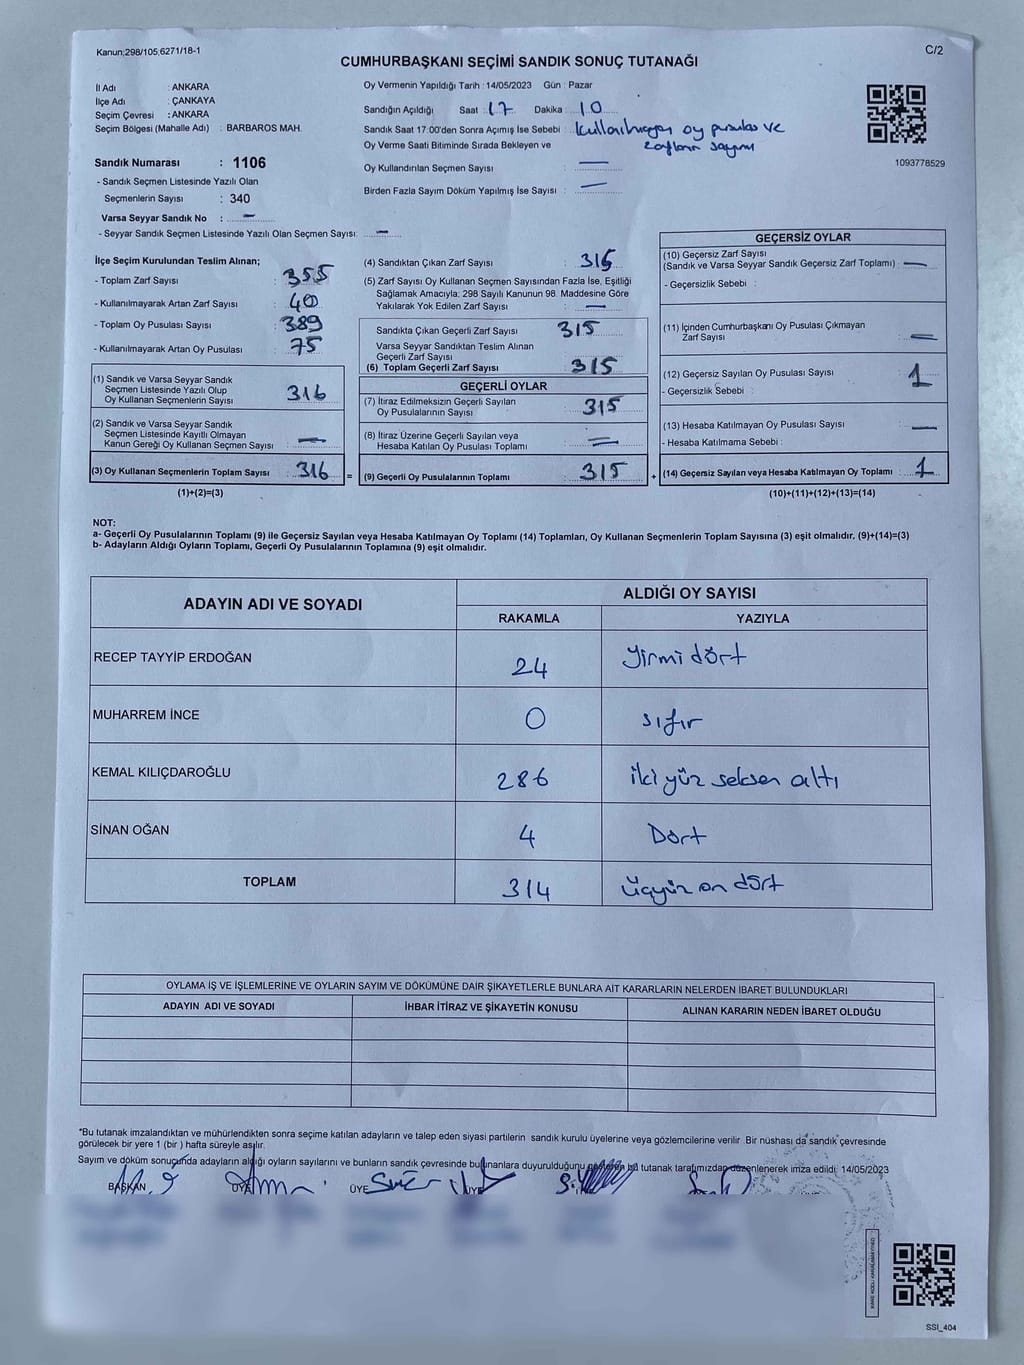 Kanun;298/105,6271/18-1
C/2
CUMHURBAŞKANI SEÇİMİ SANDIK SONUÇ TUTANAĞI
İl Adı : ANKARA
İlçe Adı : ÇANKAYA
Seçim Çevresi : ANKARA
Seçim Bölgesi (Mahalle Adı) : BARBAROS MAH.
Sandık Numarası : 1106
- Sandık Seçmen Listesinde Yazılı Olan
Seçmenlerin Sayısı : 340
Varsa Seyyar Sandık No : —
- Seyyar Sandık Seçmen Listesinde Yazılı Olan Seçmen Sayısı: —
Oy Vermenin Yapıldığı Tarih : 14/05/2023 Gün : Pazar
Sandığın Açıldığı Saat : 17 Dakika : 10
Sandık Saat 17:00'den Sonra Açımış İse Sebebi : Kullanılmayan oy pusulası ve
zarfların sayımı
Oy Verme Saati Bitiminde Sırada Bekleyen ve
Oy Kullandırılan Seçmen Sayısı : —
Birden Fazla Sayım Döküm Yapılmış İse Sayısı : —
1093778529
İlçe Seçim Kurulundan Teslim Alınan;
- Toplam Zarf Sayısı : 355
- Kullanılmayarak Artan Zarf Sayısı : 40
- Toplam Oy Pusulası Sayısı : 389
- Kullanılmayarak Artan Oy Pusulası : 75
(1) Sandık ve Varsa Seyyar Sandık
Seçmen Listesinde Yazılı Olup
Oy Kullanan Seçmenlerin Sayısı : 316
(2) Sandık ve Varsa Seyyar Sandık
Seçmen Listesinde Kayıtlı Olmayan
Kanun Gereği Oy Kullanan Seçmen Sayısı : —
(3) Oy Kullanan Seçmenlerin Toplam Sayısı : 316 =
(1)+(2)=(3)
(4) Sandıktan Çıkan Zarf Sayısı : 315
(5) Zarf Sayısı Oy Kullanan Seçmen Sayısından Fazla İse, Eşitliği
Sağlamak Amacıyla; 298 Sayılı Kanunun 98. Maddesine Göre
Yakılarak Yok Edilen Zarf Sayısı : —
Sandıkta Çıkan Geçerli Zarf Sayısı : 315
Varsa Seyyar Sandıktan Teslim Alınan
Geçerli Zarf Sayısı :
(6) Toplam Geçerli Zarf Sayısı : 315
GEÇERLİ OYLAR
(7) İtiraz Edilmeksizin Geçerli Sayılan
Oy Pusulalarının Sayısı : 315
(8) İtiraz Üzerine Geçerli Sayılan veya
Hesaba Katılan Oy Pusulası Toplamı : —
(9) Geçerli Oy Pusulalarının Toplamı : 315 +
GEÇERSİZ OYLAR
(10) Geçersiz Zarf Sayısı
(Sandık ve Varsa Seyyar Sandık Geçersiz Zarf Toplamı) : —
- Geçersizlik Sebebi :
(11) İçinden Cumhurbaşkanı Oy Pusulası Çıkmayan
Zarf Sayısı : —
(12) Geçersiz Sayılan Oy Pusulası Sayısı : 1
- Geçersizlik Sebebi :
(13) Hesaba Katılmayan Oy Pusulası Sayısı : —
- Hesaba Katılmama Sebebi :
(14) Geçersiz Sayılan veya Hesaba Katılmayan Oy Toplamı : 1
(10)+(11)+(12)+(13)=(14)
NOT:
a- Geçerli Oy Pusulalarının Toplamı (9) ile Geçersiz Sayılan veya Hesaba Katılmayan Oy Toplamı (14) Toplamları, Oy Kullanan Seçmenlerin Toplam Sayısına (3) eşit olmalıdır, (9)+(14)=(3)
b- Adayların Aldığı Oyların Toplamı, Geçerli Oy Pusulalarının Toplamına (9) eşit olmalıdır.
ADAYIN ADI VE SOYADI
ALDIĞI OY SAYISI
RAKAMLA YAZIYLA
RECEP TAYYİP ERDOĞAN 24 Yirmi dört
MUHARREM İNCE 0 sıfır
KEMAL KILIÇDAROĞLU 286 iki yüz seksen altı
SİNAN OĞAN 4 Dört
TOPLAM 314 üçyüz on dört
OYLAMA İŞ VE İŞLEMLERİNE VE OYLARIN SAYIM VE DÖKÜMÜNE DAİR ŞİKAYETLERLE BUNLARA AİT KARARLARIN NELERDEN İBARET BULUNDUKLARI
ADAYIN ADI VE SOYADI İHBAR İTİRAZ VE ŞİKAYETİN KONUSU ALINAN KARARIN NEDEN İBARET OLDUĞU
*Bu tutanak imzalandıktan ve mühürlendikten sonra seçime katılan adayların ve talep eden siyasi partilerin sandık kurulu üyelerine veya gözlemcilerine verilir. Bir nüshası da sandık çevresinde
görülecek bir yere 1 (bir ) hafta süreyle asılır.
Sayım ve döküm sonucunda adayların aldığı oyların sayılarını ve bunların sandık çevresinde bulunanlara duyurulduğunu gösteren bu tutanak tarafımızdan düzenlenerek imza edildi. 14/05/2023
BAŞKAN ÜYE ÜYE ÜYE
SSI_404